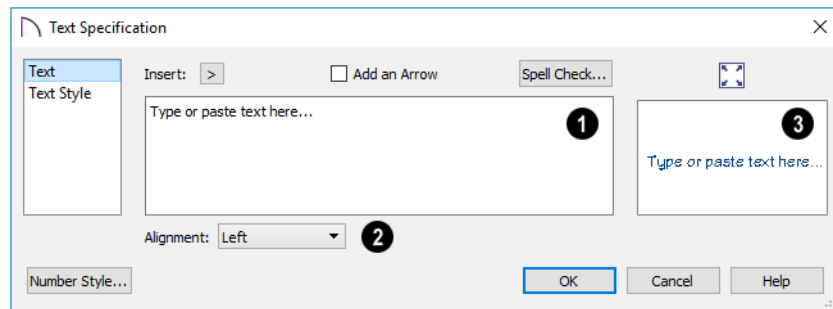 Text Specification
Text
Text Style
Insert: >
Add an Arrow
Spell Check...
Type or paste text here...
1
3
Type or paste text here...
Alignment: Left
2
Number Style...
OK
Cancel
Help